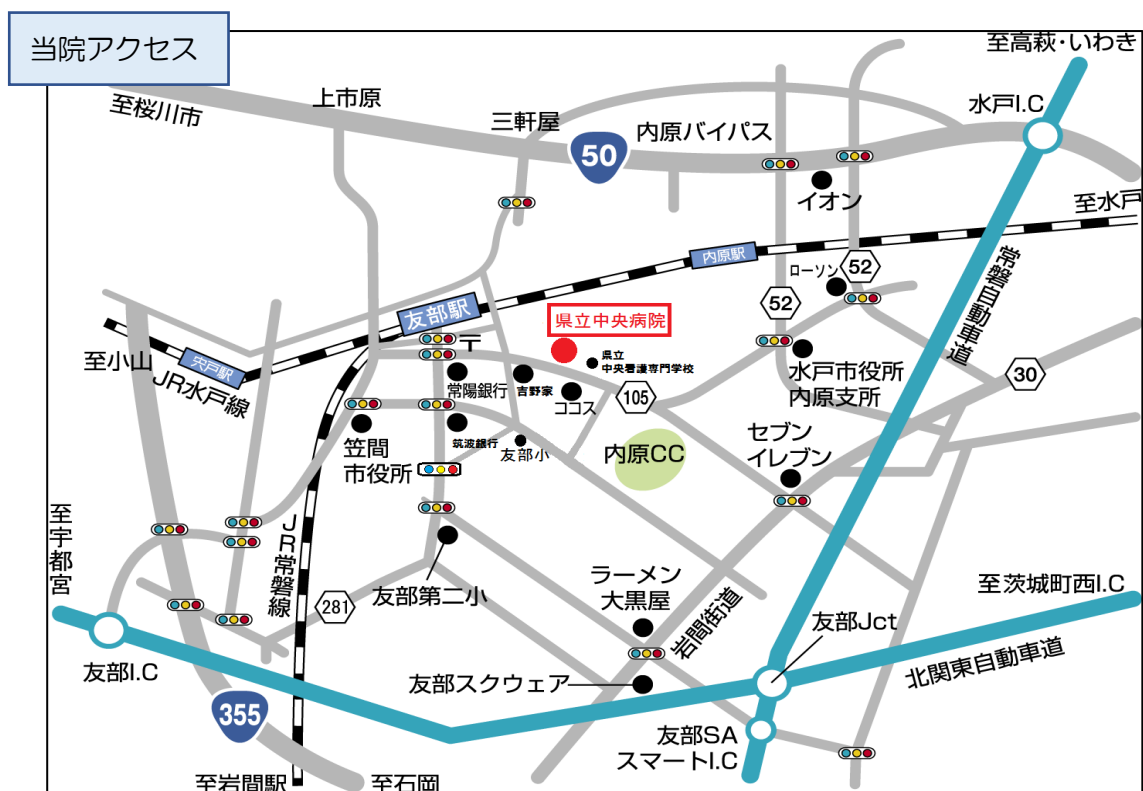 当院アクセス
至高萩・いわき
至桜川市
上市原
水戸I.C
三軒屋
内原バイパス
50
イオン
至水戸
内原駅
常磐自動車道
ローソン
52
52
友部駅
県立中央病院
〒
至小山
宍戸駅
JR水戸線
県立
中央看護専門学校
水戸市役所
内原支所
30
常陽銀行
吉野家
ココス
105
笠間
市役所
筑波銀行
友部小
内原CC
セブン
イレブン
至宇都宮
JR常磐線
281
友部第二小
ラーメン
大黒屋
岩間街道
至茨城町西I.C
友部Jct
友部I.C
友部スクウェア
北関東自動車道
355
友部SA
スマートI.C
至岩間駅
至石岡